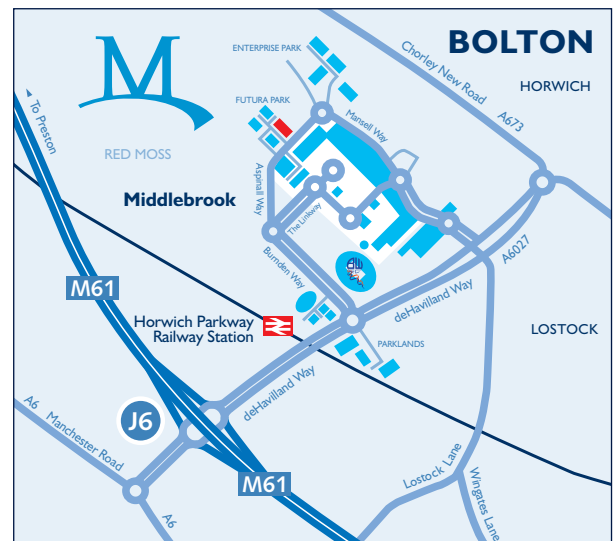 M
BOLTON
ENTERPRISE PARK
Chorley New Road
A673
HORWICH
To Preston
FUTURA PARK
Mansell Way
RED MOSS
Middlebrook
Aspinall Way
The Linkway
Burnden Way
A6027
M61
deHavilland Way
Horwich Parkway
Railway Station
LOSTOCK
PARKLANDS
deHavilland Way
A6
Manchester Road
J6
M61
Lostock Lane
Wingates Lane
A6